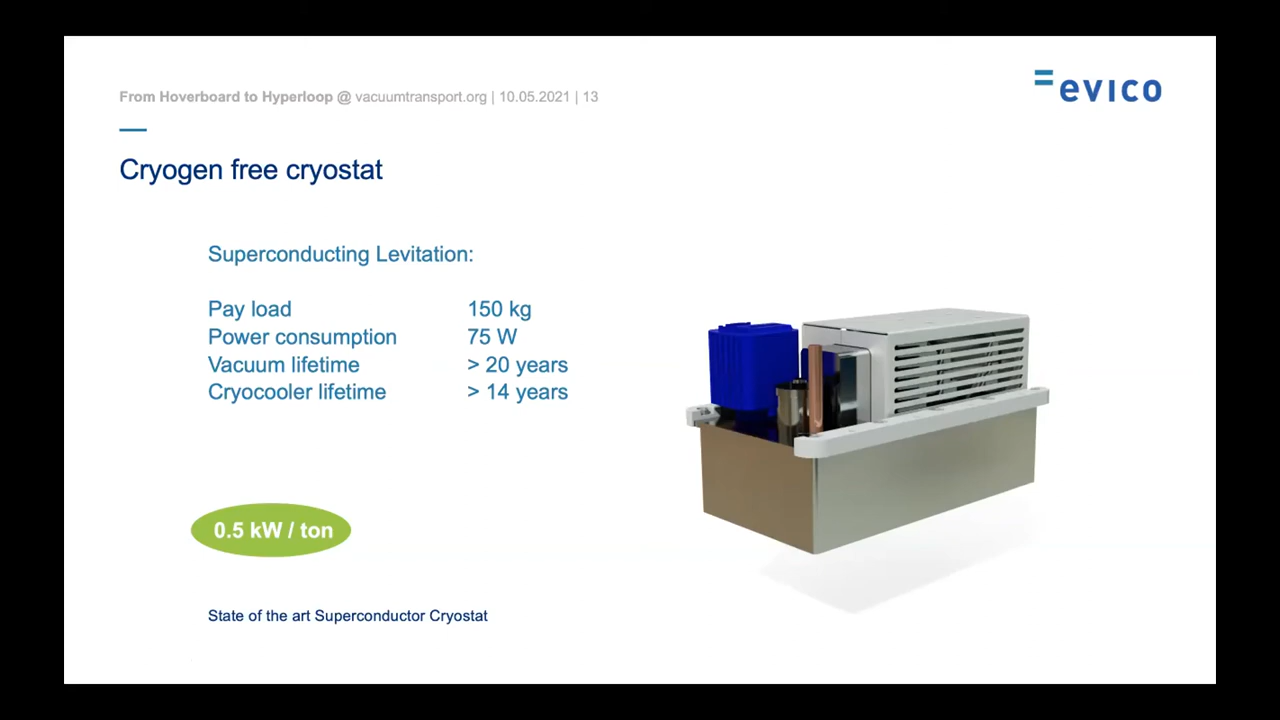 From Hoverboard to Hyperloop @ vacuumtransport.org | 10.05.2021 | 13
evico
Cryogen free cryostat
Superconducting Levitation:
Pay load 150 kg
Power consumption 75 W
Vacuum lifetime > 20 years
Cryocooler lifetime > 14 years
0.5 kW / ton
State of the art Superconductor Cryostat